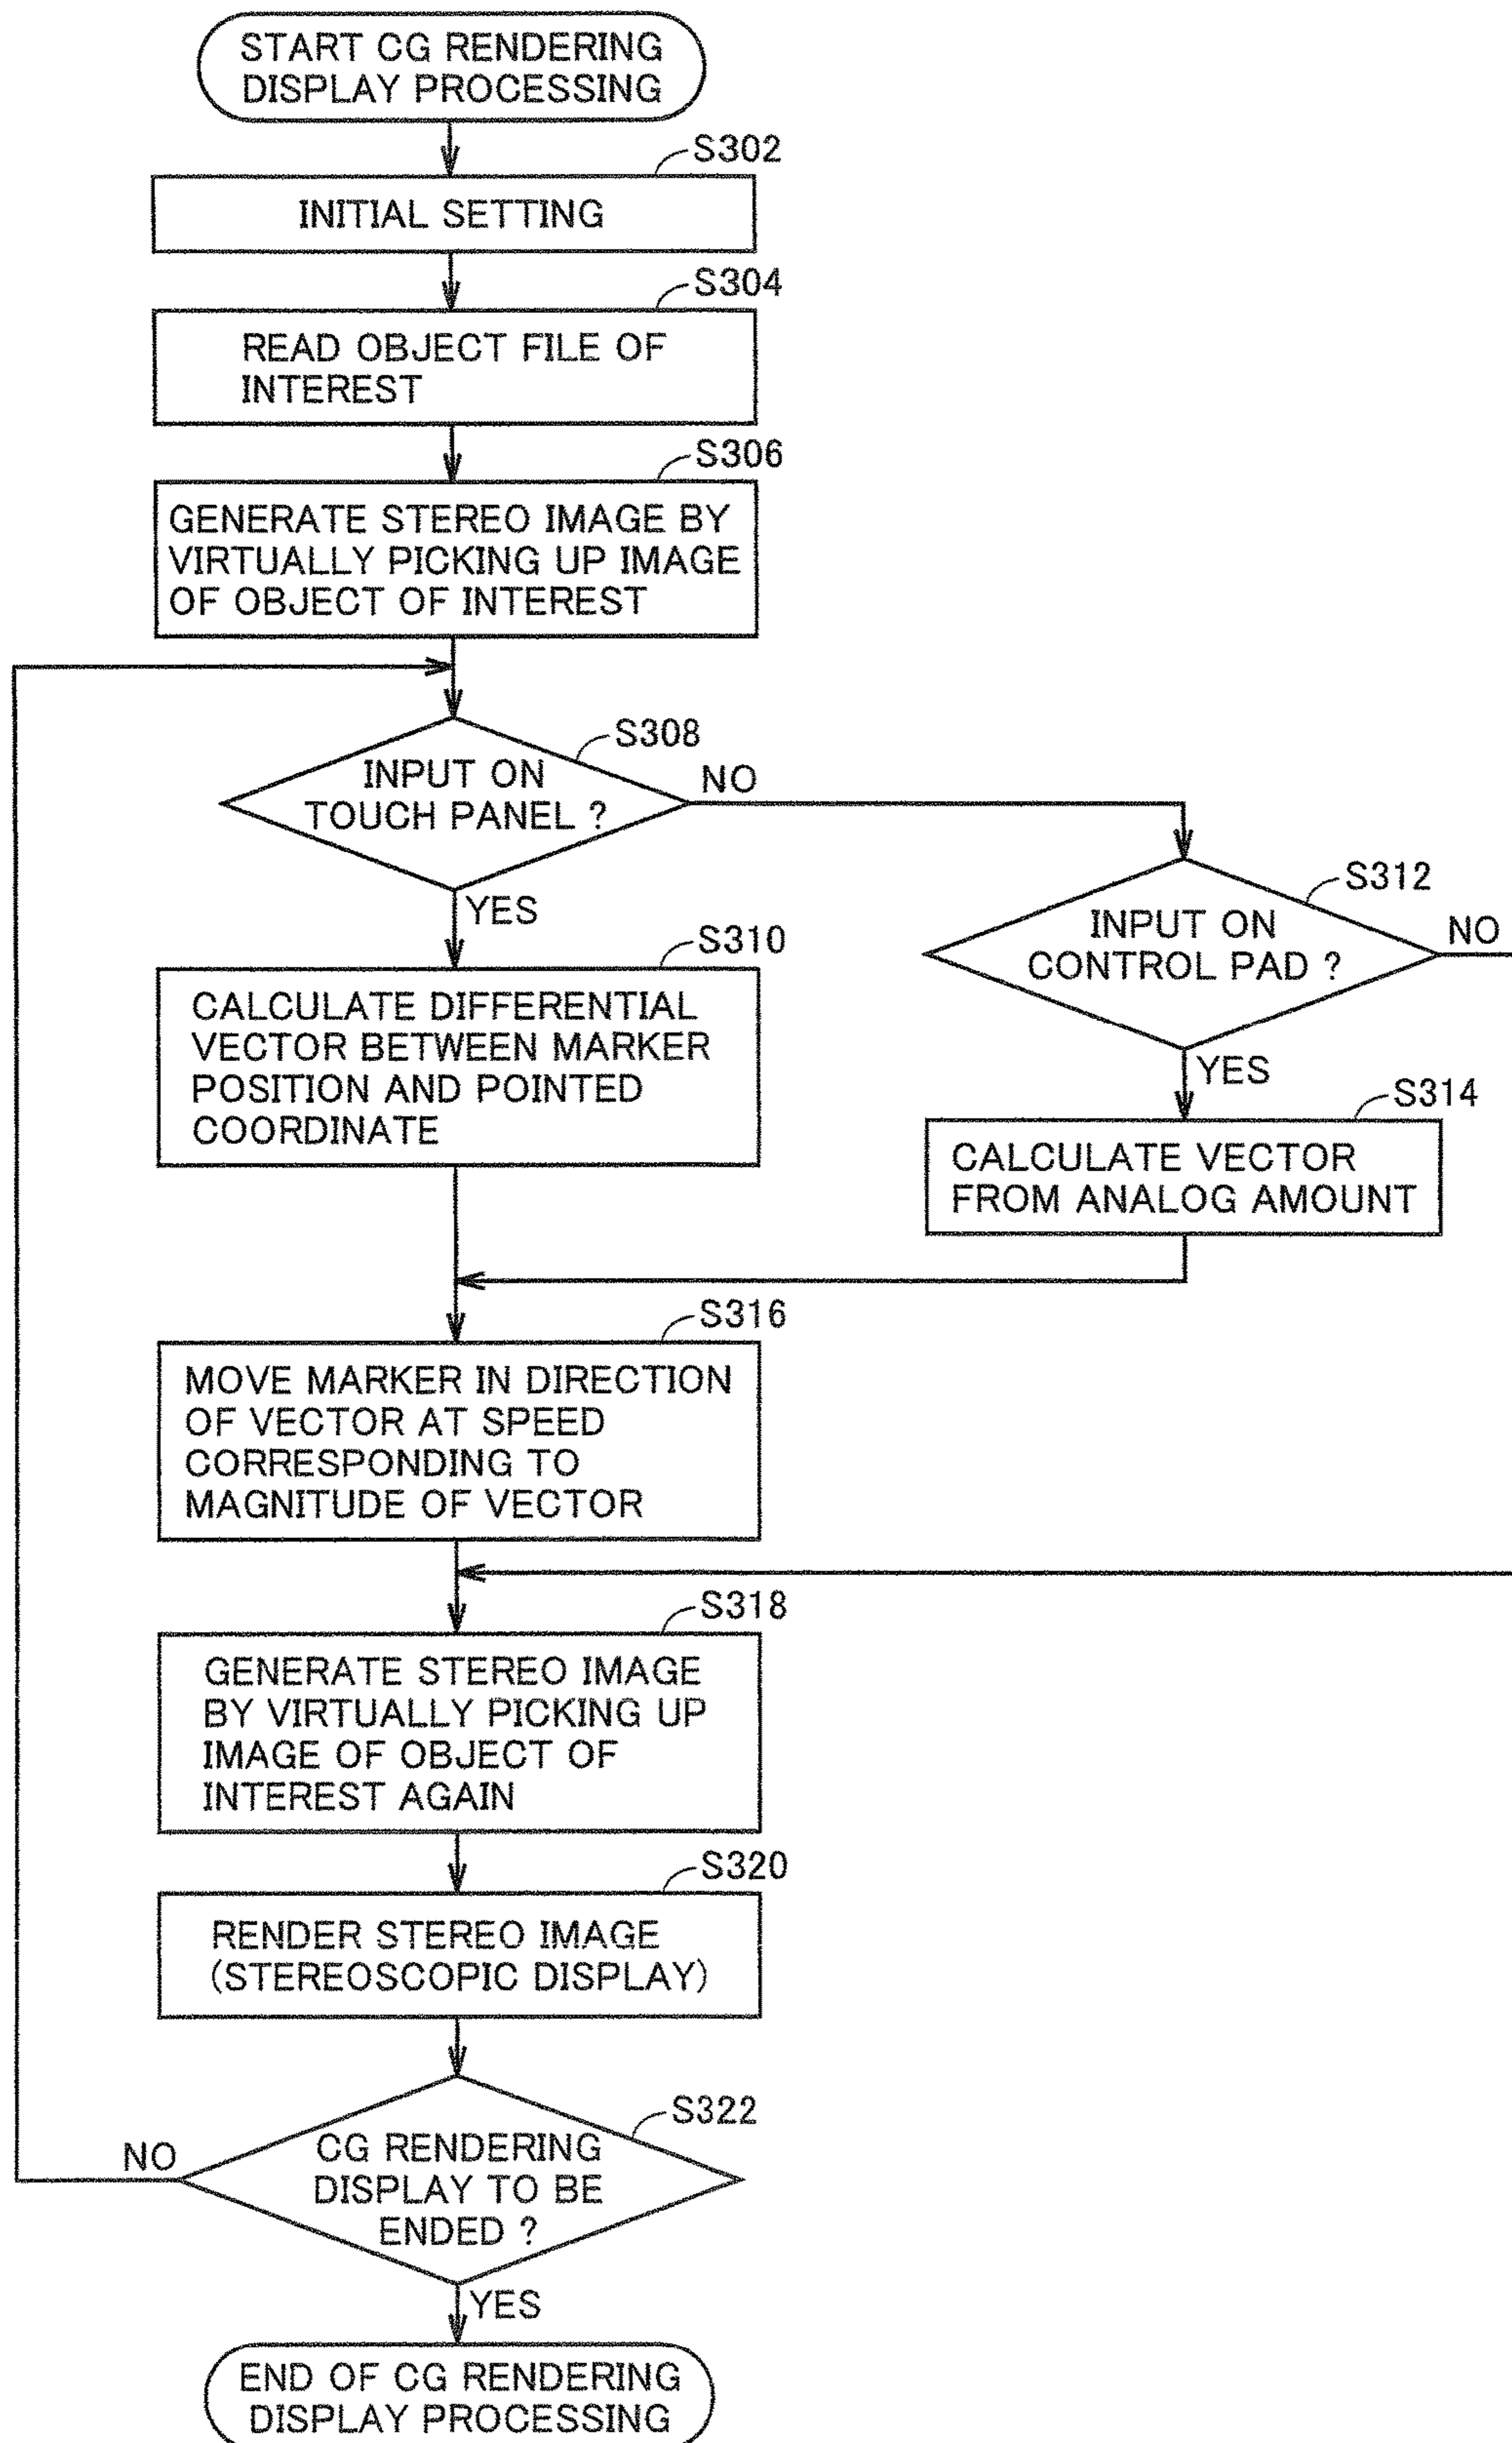 START CG RENDERING
DISPLAY PROCESSING
S302
INITIAL SETTING
S304
READ OBJECT FILE OF
INTEREST
S306
GENERATE STEREO IMAGE BY
VIRTUALLY PICKING UP IMAGE
OF OBJECT OF INTEREST
S308
INPUT ON
TOUCH PANEL ?
NO
YES
S312
INPUT ON
CONTROL PAD ?
NO
YES
S310
CALCULATE DIFFERENTIAL
VECTOR BETWEEN MARKER
POSITION AND POINTED
COORDINATE
S314
CALCULATE VECTOR
FROM ANALOG AMOUNT
S316
MOVE MARKER IN DIRECTION
OF VECTOR AT SPEED
CORRESPONDING TO
MAGNITUDE OF VECTOR
S318
GENERATE STEREO IMAGE
BY VIRTUALLY PICKING UP
IMAGE OF OBJECT OF
INTEREST AGAIN
S320
RENDER STEREO IMAGE
(STEREOSCOPIC DISPLAY)
S322
CG RENDERING
DISPLAY TO BE
ENDED ?
NO
YES
END OF CG RENDERING
DISPLAY PROCESSING